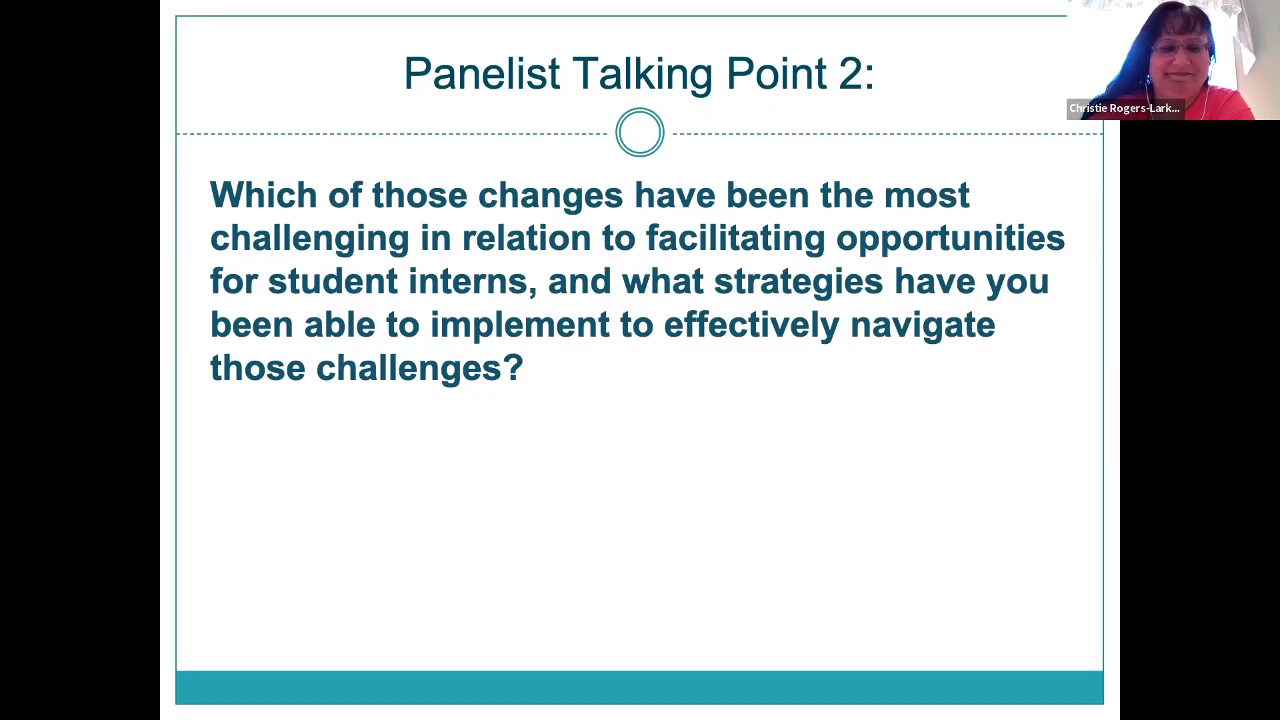 Panelist Talking Point 2:
Christie Rogers-Lark...
Which of those changes have been the most
challenging in relation to facilitating opportunities
for student interns, and what strategies have you
been able to implement to effectively navigate
those challenges?